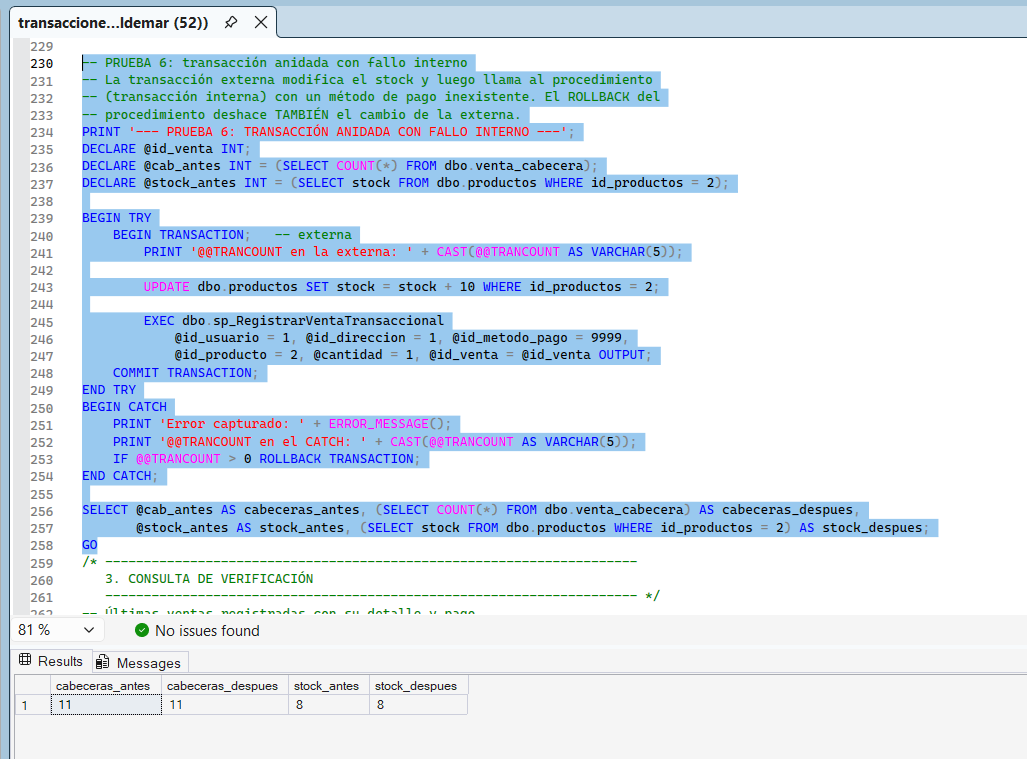 transaccione...ldemar (52))
229
230 -- PRUEBA 6: transacción anidada con fallo interno
231 -- La transacción externa modifica el stock y luego llama al procedimiento
232 -- (transacción interna) con un método de pago inexistente. El ROLLBACK del
233 -- procedimiento deshace TAMBIÉN el cambio de la externa.
234 PRINT '--- PRUEBA 6: TRANSACCIÓN ANIDADA CON FALLO INTERNO ---';
235 DECLARE @id_venta INT;
236 DECLARE @cab_antes INT = (SELECT COUNT(*) FROM dbo.venta_cabecera);
237 DECLARE @stock_antes INT = (SELECT stock FROM dbo.productos WHERE id_productos = 2);
238
239 BEGIN TRY
240     BEGIN TRANSACTION;   -- externa
241         PRINT '@@TRANCOUNT en la externa: ' + CAST(@@TRANCOUNT AS VARCHAR(5));
242
243         UPDATE dbo.productos SET stock = stock + 10 WHERE id_productos = 2;
244
245         EXEC dbo.sp_RegistrarVentaTransaccional
246             @id_usuario = 1, @id_direccion = 1, @id_metodo_pago = 9999,
247             @id_producto = 2, @cantidad = 1, @id_venta = @id_venta OUTPUT;
248     COMMIT TRANSACTION;
249 END TRY
250 BEGIN CATCH
251     PRINT 'Error capturado: ' + ERROR_MESSAGE();
252     PRINT '@@TRANCOUNT en el CATCH: ' + CAST(@@TRANCOUNT AS VARCHAR(5));
253     IF @@TRANCOUNT > 0 ROLLBACK TRANSACTION;
254 END CATCH;
255
256 SELECT @cab_antes AS cabeceras_antes, (SELECT COUNT(*) FROM dbo.venta_cabecera) AS cabeceras_despues,
257        @stock_antes AS stock_antes, (SELECT stock FROM dbo.productos WHERE id_productos = 2) AS stock_despues;
258 GO
259 /* ---------------------------------------------------------------------
260    3. CONSULTA DE VERIFICACIÓN
261    --------------------------------------------------------------------- */
262 -- Últimas ventas registradas con su detalle y pago
81 % No issues found
Results Messages
cabeceras_antes cabeceras_despues stock_antes stock_despues
1 11 11 8 8